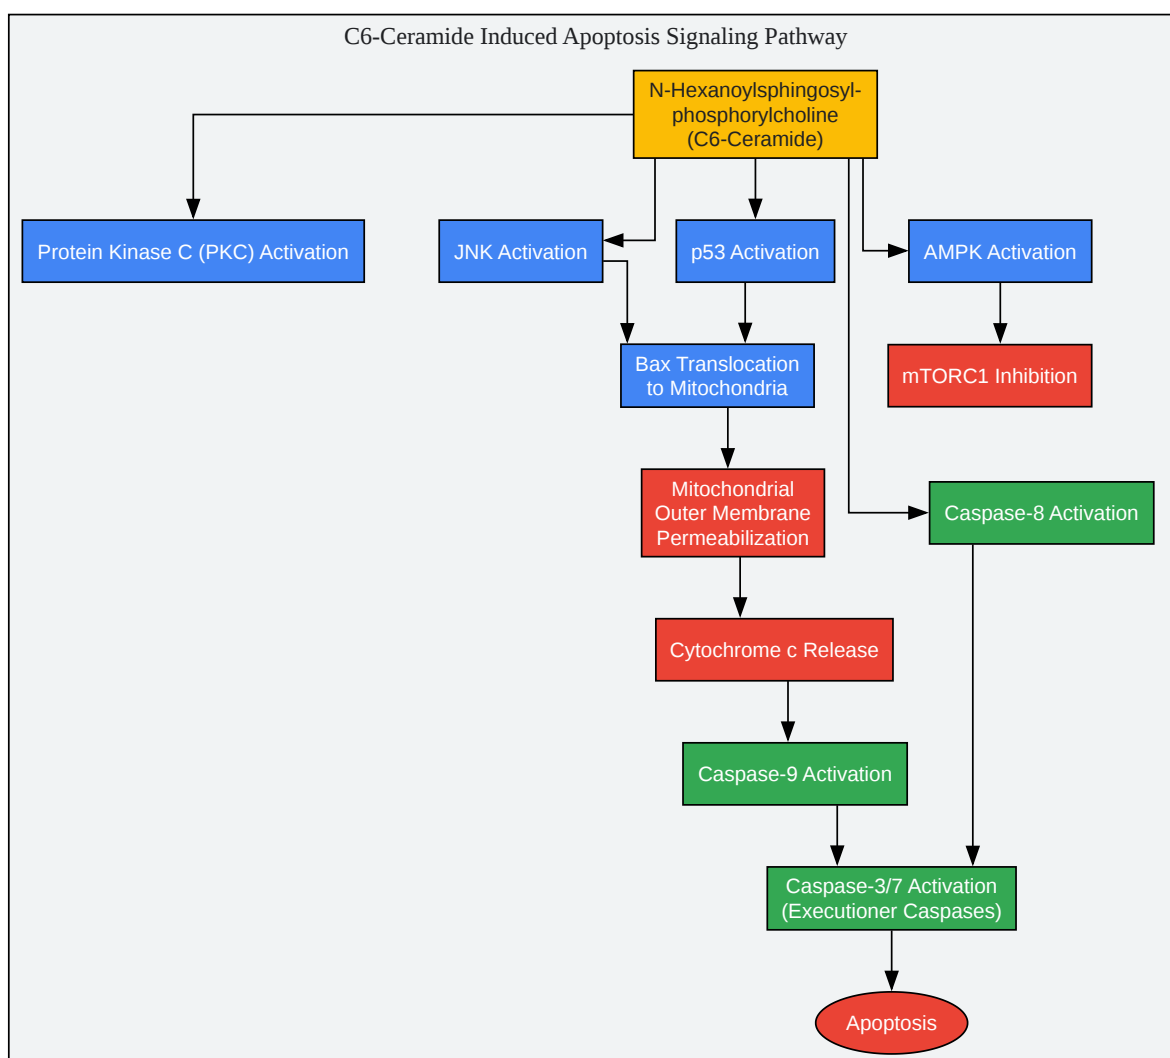 C6-Ceramide Induced Apoptosis Signaling Pathway
N-Hexanoylsphingosyl-
phosphorylcholine
(C6-Ceramide)
Protein Kinase C (PKC) Activation
JNK Activation
p53 Activation
AMPK Activation
Bax Translocation
to Mitochondria
mTORC1 Inhibition
Mitochondrial
Outer Membrane
Permeabilization
Caspase-8 Activation
Cytochrome c Release
Caspase-9 Activation
Caspase-3/7 Activation
(Executioner Caspases)
Apoptosis